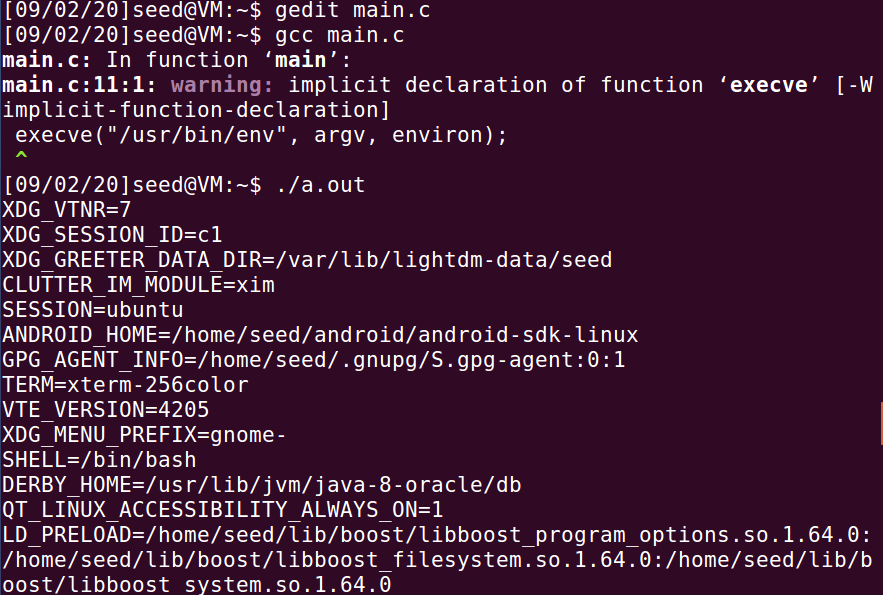 [09/02/20]seed@VM:~$ gedit main.c
[09/02/20]seed@VM:~$ gcc main.c
main.c: In function ‘main’:
main.c:11:1: warning: implicit declaration of function ‘execve’ [-W
implicit-function-declaration]
 execve("/usr/bin/env", argv, environ);
 ^
[09/02/20]seed@VM:~$ ./a.out
XDG_VTNR=7
XDG_SESSION_ID=c1
XDG_GREETER_DATA_DIR=/var/lib/lightdm-data/seed
CLUTTER_IM_MODULE=xim
SESSION=ubuntu
ANDROID_HOME=/home/seed/android/android-sdk-linux
GPG_AGENT_INFO=/home/seed/.gnupg/S.gpg-agent:0:1
TERM=xterm-256color
VTE_VERSION=4205
XDG_MENU_PREFIX=gnome-
SHELL=/bin/bash
DERBY_HOME=/usr/lib/jvm/java-8-oracle/db
QT_LINUX_ACCESSIBILITY_ALWAYS_ON=1
LD_PRELOAD=/home/seed/lib/boost/libboost_program_options.so.1.64.0:
/home/seed/lib/boost/libboost_filesystem.so.1.64.0:/home/seed/lib/b
oost/libboost_system.so.1.64.0